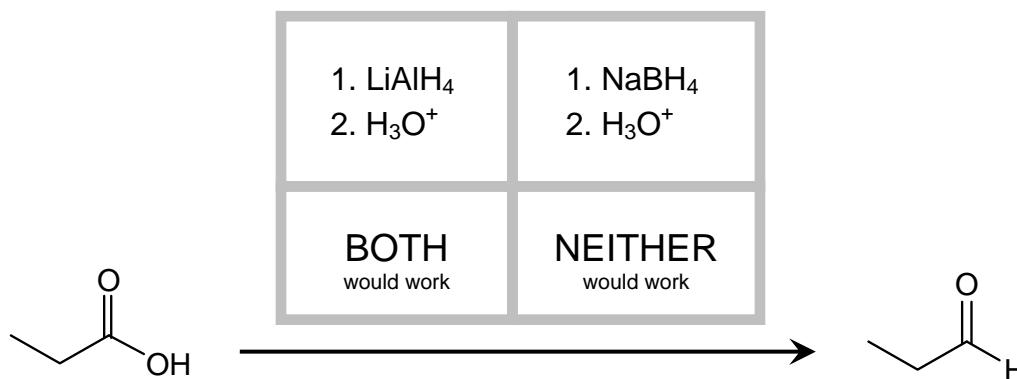 1. LiAlH₄
2. H₃O⁺
1. NaBH₄
2. H₃O⁺
BOTH
would work
NEITHER
would work
O
OH
O
H